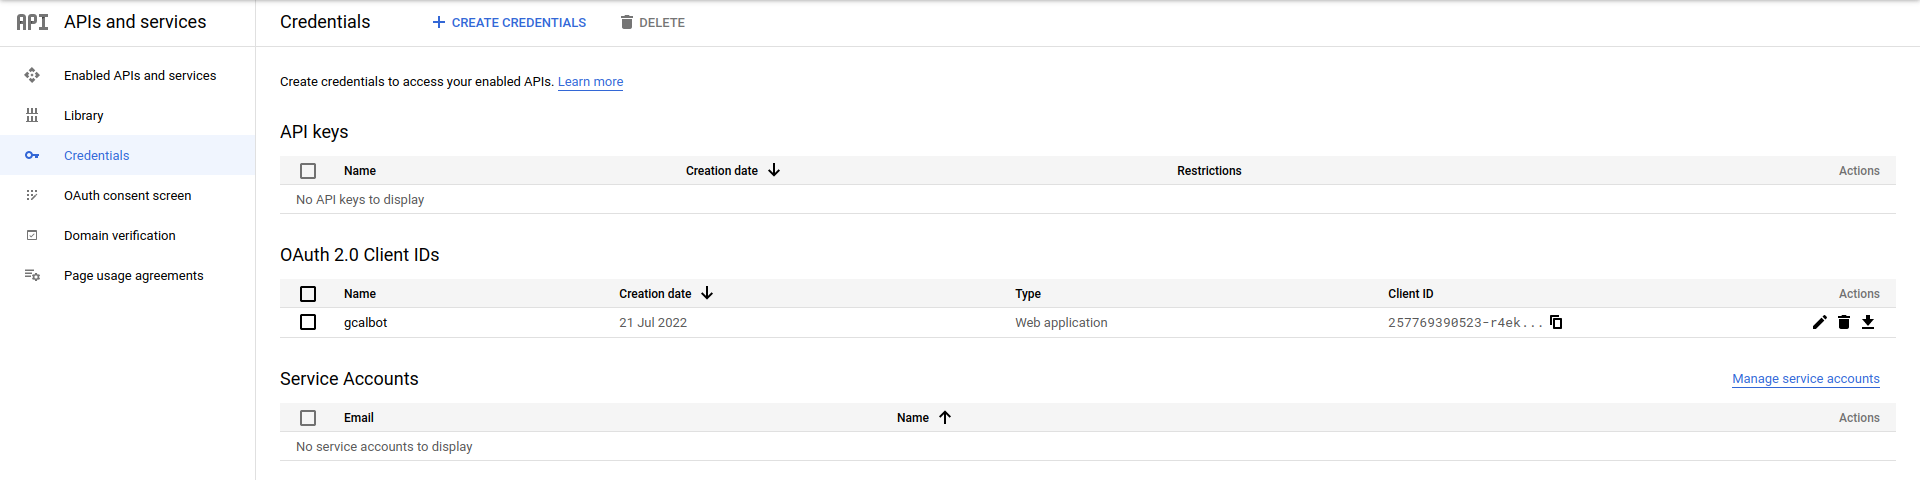 API APIs and services
Credentials
CREATE CREDENTIALS
DELETE
Enabled APIs and services
Library
Credentials
OAuth consent screen
Domain verification
Page usage agreements
Create credentials to access your enabled APIs. Learn more
API keys
Name Creation date Restrictions Actions
No API keys to display
OAuth 2.0 Client IDs
Name Creation date Type Client ID Actions
gcalbot 21 Jul 2022 Web application 257769390523-r4ek...
Service Accounts Manage service accounts
Email Name Actions
No service accounts to display